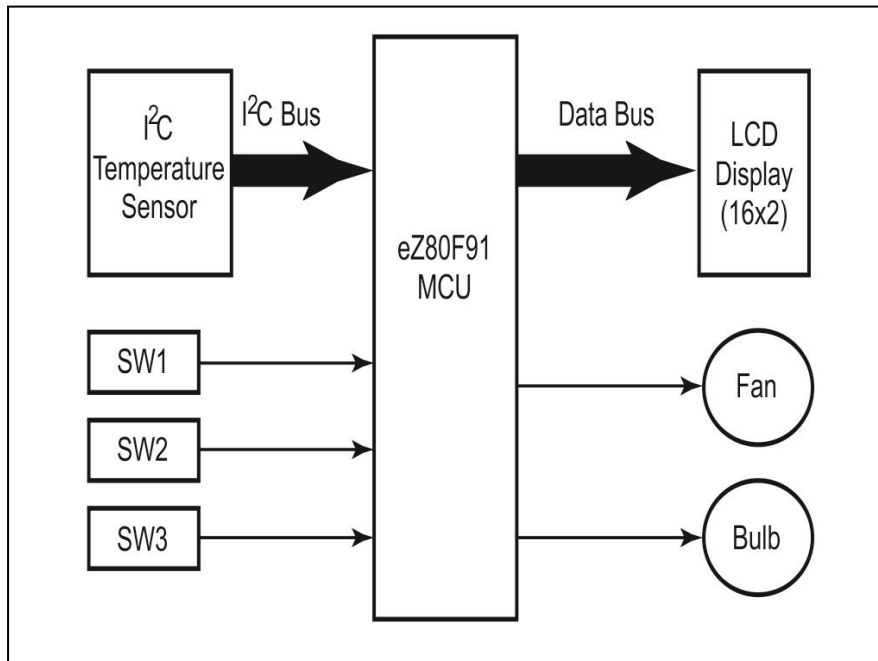 I²C
Temperature
Sensor
I²C Bus
eZ80F91
MCU
Data Bus
LCD
Display
(16x2)
SW1
SW2
SW3
Fan
Bulb